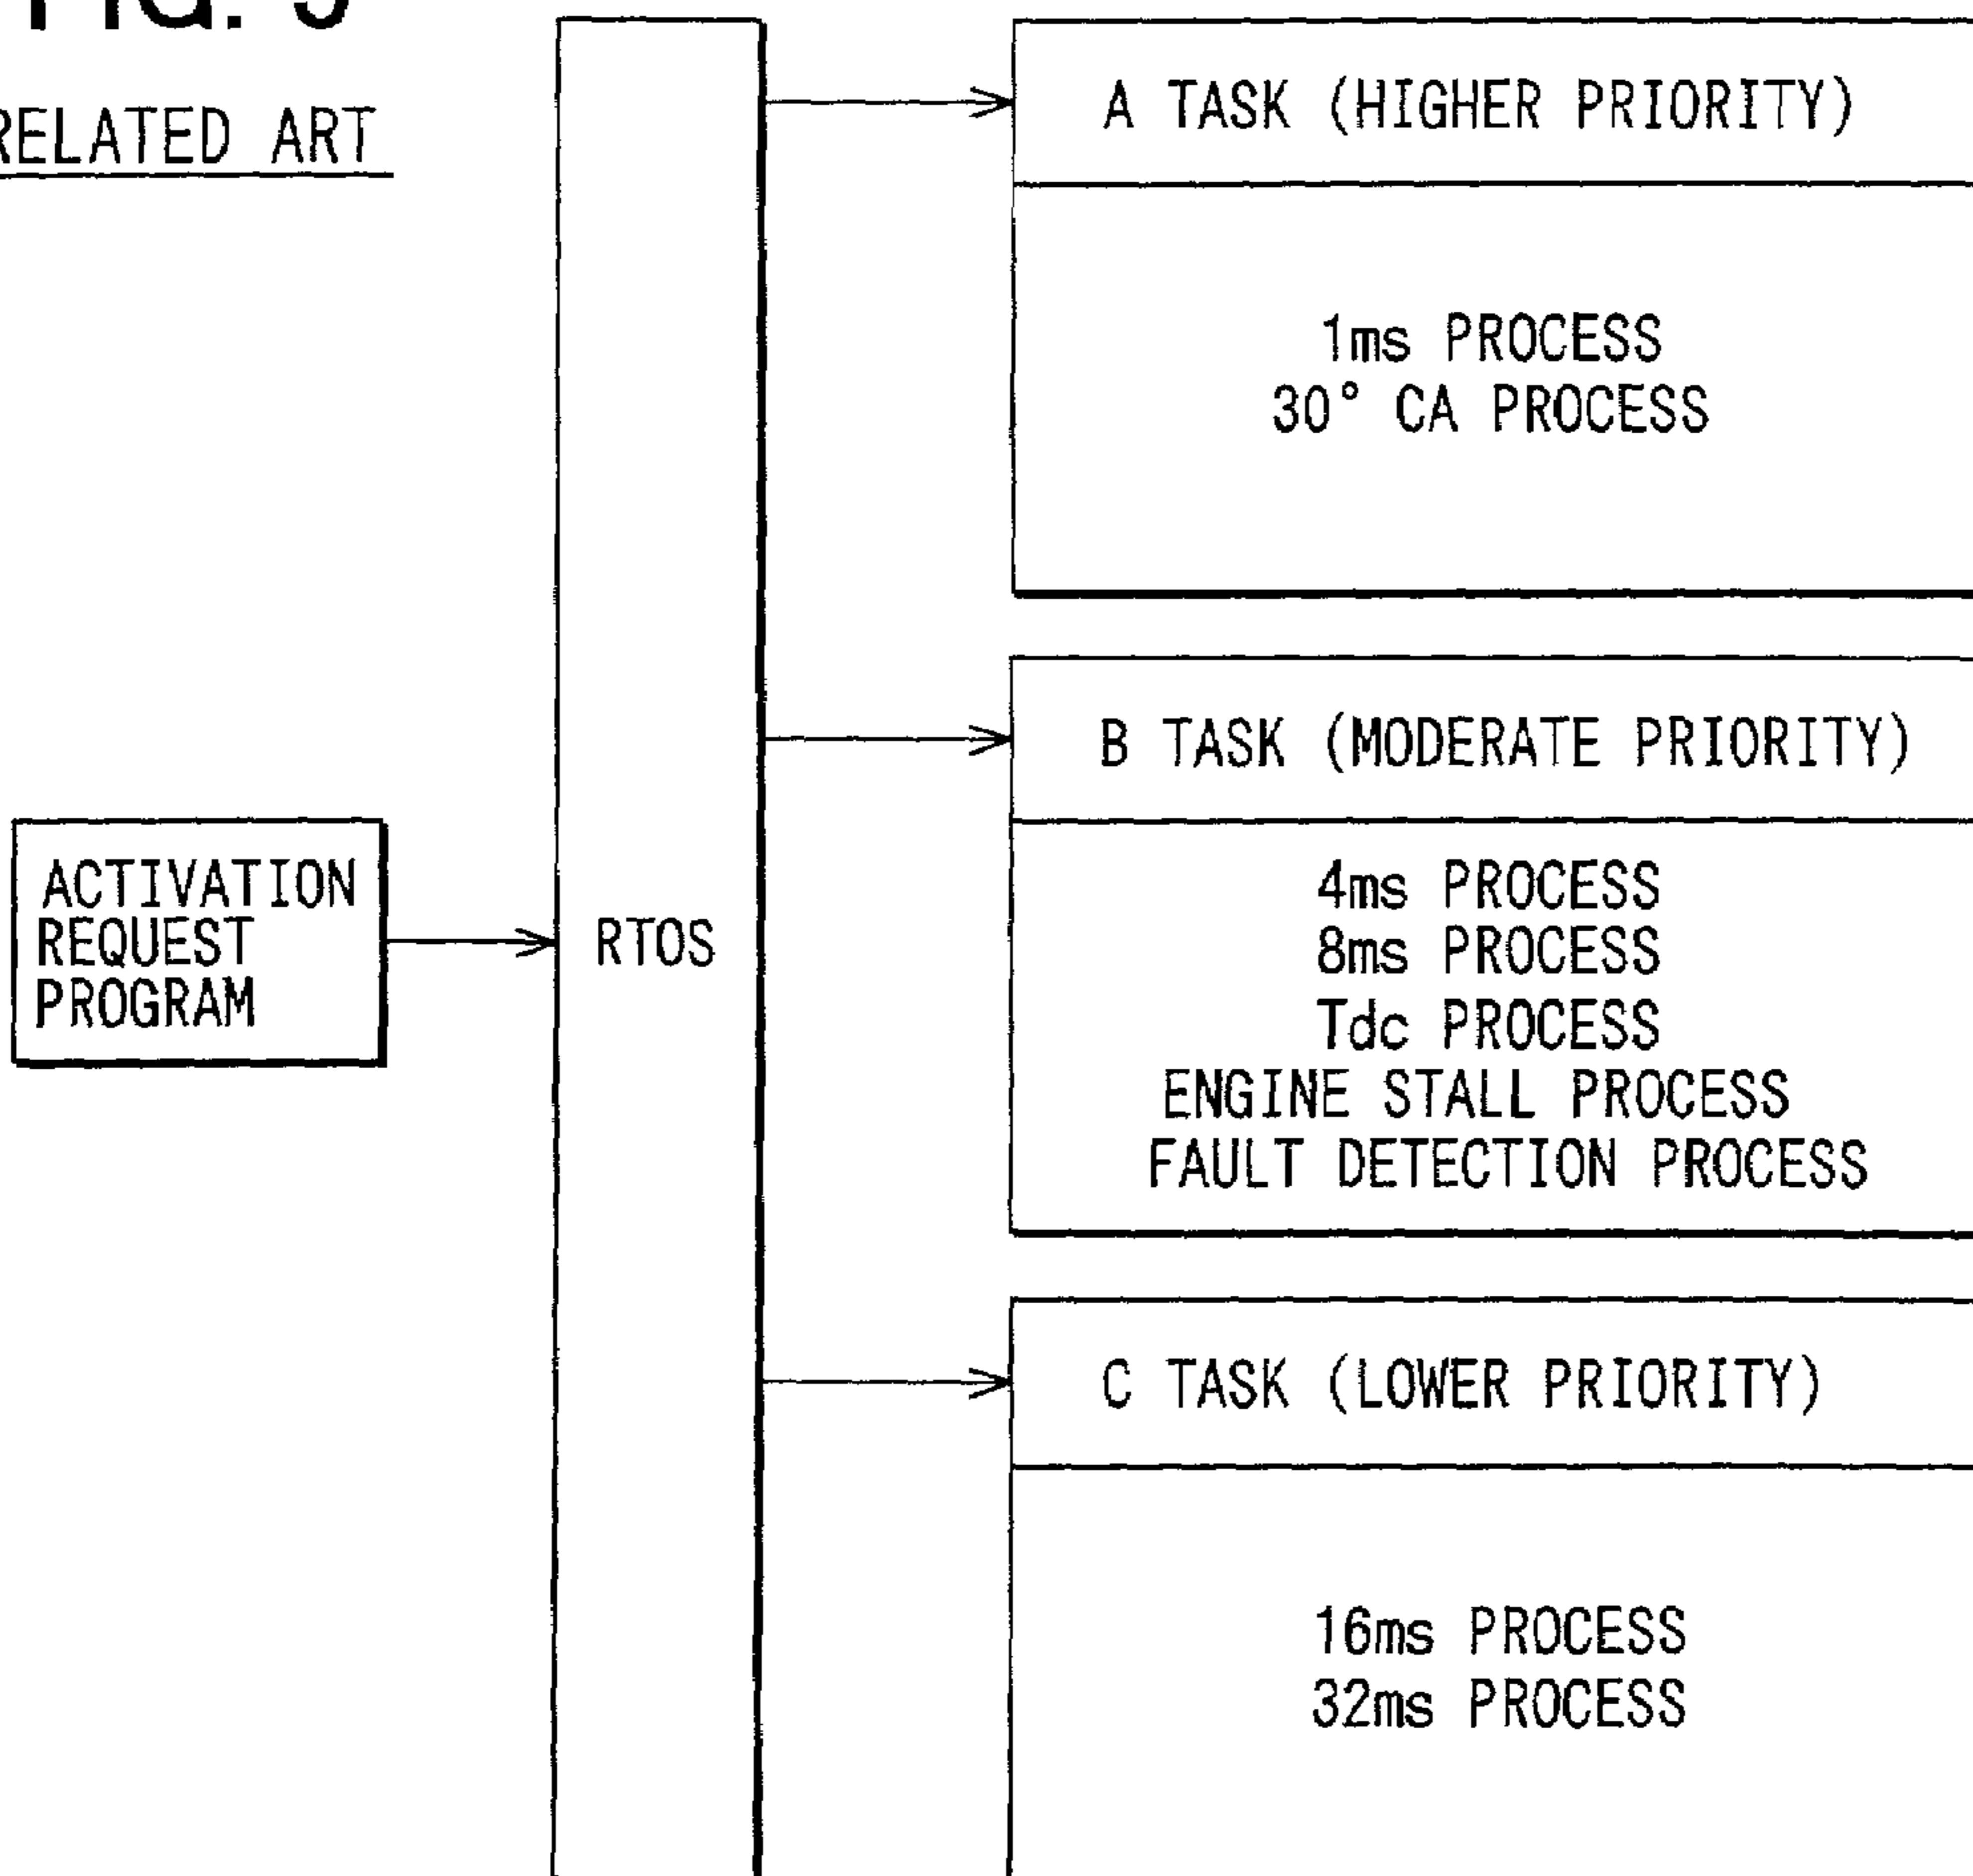 FIG.
RELATED ART
A TASK (HIGHER PRIORITY)
1ms PROCESS
30° CA PROCESS
B TASK (MODERATE PRIORITY)
4ms PROCESS
8ms PROCESS
Tdc PROCESS
ENGINE STALL PROCESS
FAULT DETECTION PROCESS
ACTIVATION
REQUEST
PROGRAM
RTOS
C TASK (LOWER PRIORITY)
16ms PROCESS
32ms PROCESS